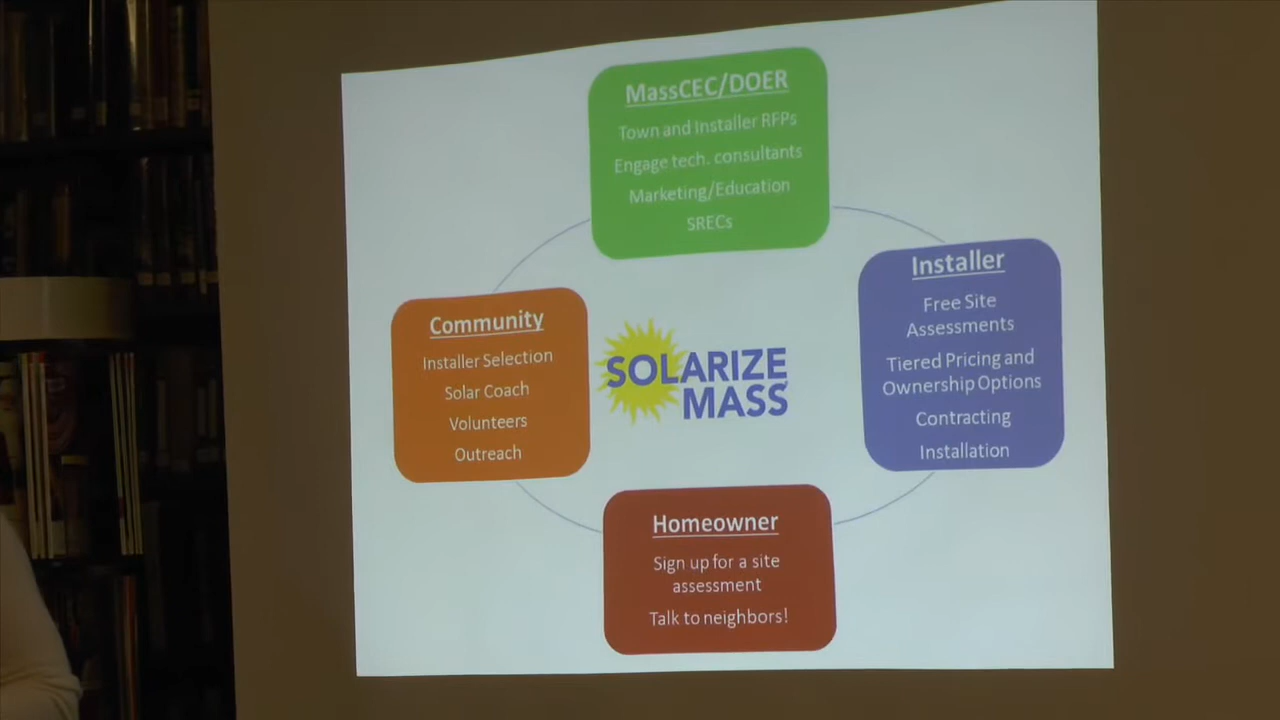 MassCEC/DOER
Town and Installer RFPs
Engage tech. consultants
Marketing/Education
SRECs
Community
Installer Selection
Solar Coach
Volunteers
Outreach
SOLARIZE
MASS
Installer
Free Site
Assessments
Tiered Pricing and
Ownership Options
Contracting
Installation
Homeowner
Sign up for a site
assessment
Talk to neighbors!